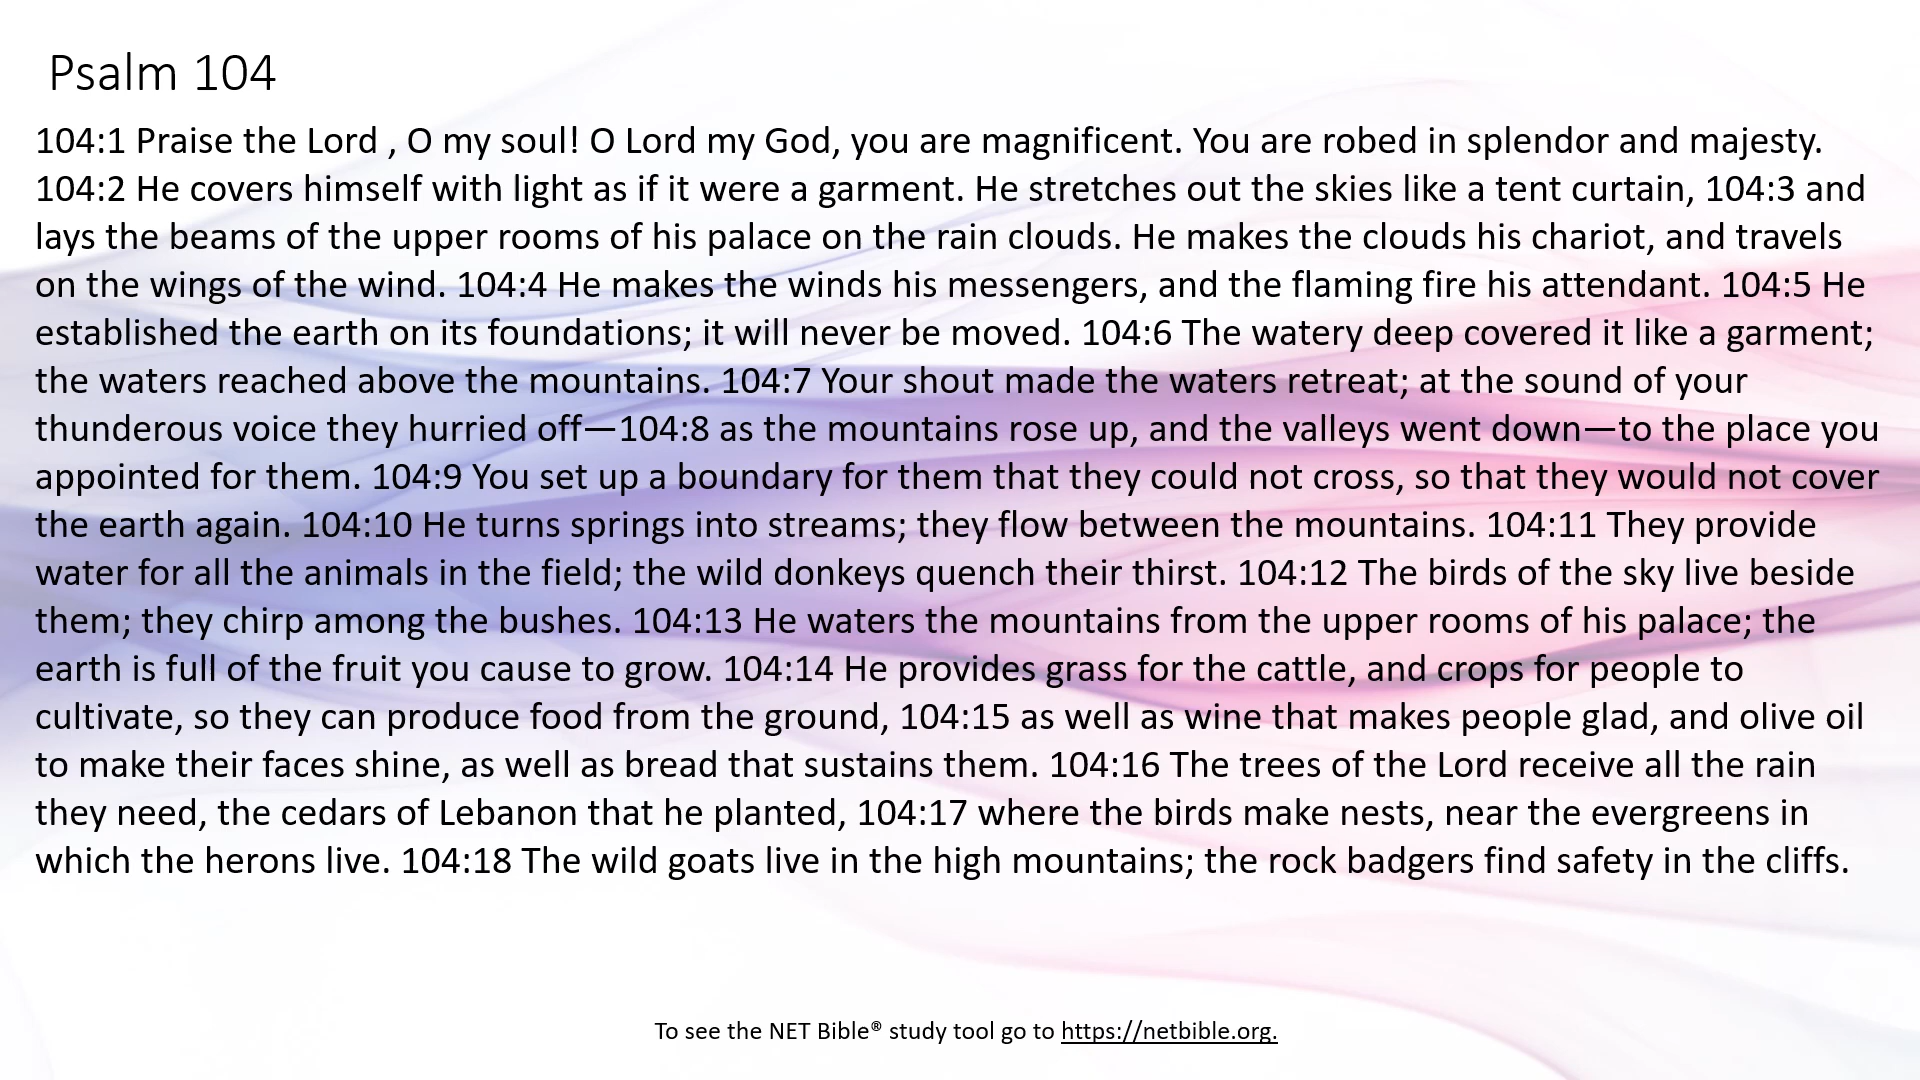 Psalm 104
104:1 Praise the Lord , O my soul! O Lord my God, you are magnificent. You are robed in splendor and majesty.
104:2 He covers himself with light as if it were a garment. He stretches out the skies like a tent curtain, 104:3 and
lays the beams of the upper rooms of his palace on the rain clouds. He makes the clouds his chariot, and travels
on the wings of the wind. 104:4 He makes the winds his messengers, and the flaming fire his attendant. 104:5 He
established the earth on its foundations; it will never be moved. 104:6 The watery deep covered it like a garment;
the waters reached above the mountains. 104:7 Your shout made the waters retreat; at the sound of your
thunderous voice they hurried off—104:8 as the mountains rose up, and the valleys went down—to the place you
appointed for them. 104:9 You set up a boundary for them that they could not cross, so that they would not cover
the earth again. 104:10 He turns springs into streams; they flow between the mountains. 104:11 They provide
water for all the animals in the field; the wild donkeys quench their thirst. 104:12 The birds of the sky live beside
them; they chirp among the bushes. 104:13 He waters the mountains from the upper rooms of his palace; the
earth is full of the fruit you cause to grow. 104:14 He provides grass for the cattle, and crops for people to
cultivate, so they can produce food from the ground, 104:15 as well as wine that makes people glad, and olive oil
to make their faces shine, as well as bread that sustains them. 104:16 The trees of the Lord receive all the rain
they need, the cedars of Lebanon that he planted, 104:17 where the birds make nests, near the evergreens in
which the herons live. 104:18 The wild goats live in the high mountains; the rock badgers find safety in the cliffs.
To see the NET Bible® study tool go to https://netbible.org.